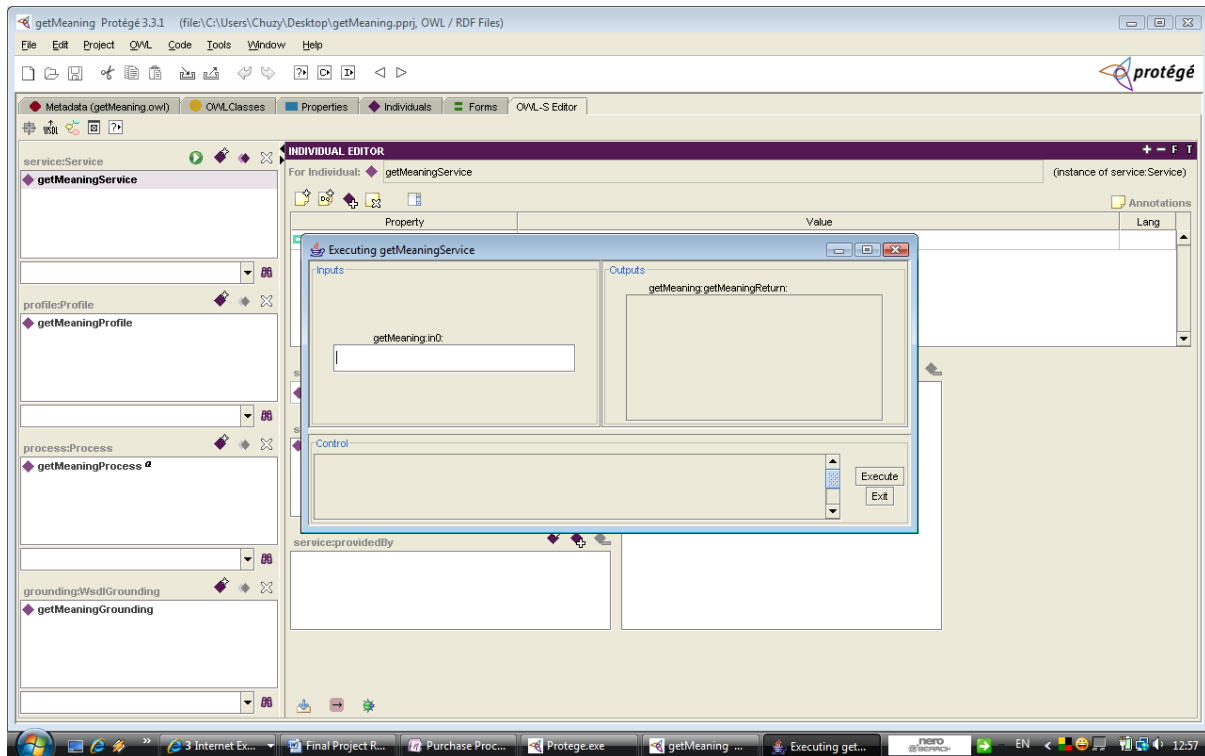 getMeaning Protégé 3.3.1 (file:\C:\Users\Chuzy\Desktop\getMeaning.pprj, OWL / RDF Files)
File Edit Project OWL Code Tools Window Help
protégé
Metadata (getMeaning.owl) OWLClasses Properties Individuals Forms OWL-S Editor
WSDL
service:Service
getMeaningService
INDIVIDUAL EDITOR + − F T
For Individual: getMeaningService (instance of service:Service)
Annotations
Property Value Lang
Executing getMeaningService
Inputs
getMeaning:in0:
Outputs
getMeaning:getMeaningReturn:
Control
Execute
Exit
profile:Profile
getMeaningProfile
process:Process
getMeaningProcess a
service:providedBy
grounding:WsdlGrounding
getMeaningGrounding
3 Internet Ex... Final Project R... Purchase Proc... Protege.exe getMeaning ... Executing get... nero SEARCH EN 12:57